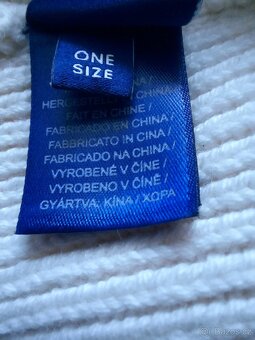 ONE
SIZE
HERGESTELLT IN CHINA /
FAIT EN CHINE /
FABRICADO EN CHINA /
FABBRICATO IN CINA /
FABRICADO NA CHINA /
VYROBENÉ V ČÍNE /
VYROBENO V ČÍNĚ /
GYÁRTVA, KÍNA / ΧΩΡΑ